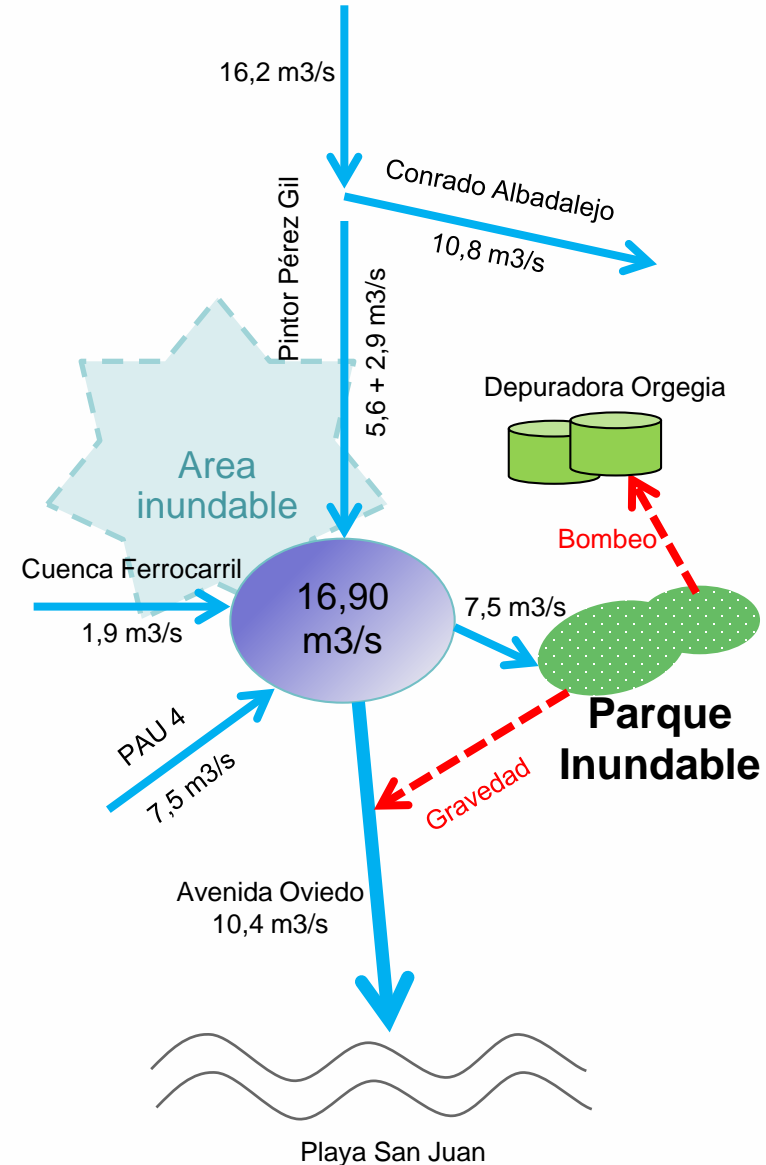 16,2 m3/s
Conrado Albadalejo
10,8 m3/s
Pintor Pérez Gil
5,6 + 2,9 m3/s
Depuradora Orgegia
Area
inundable
Bombeo
Cuenca Ferrocarril
1,9 m3/s
16,90
m3/s
7,5 m3/s
Parque
Inundable
PAU 4
7,5 m3/s
Gravedad
Avenida Oviedo
10,4 m3/s
Playa San Juan